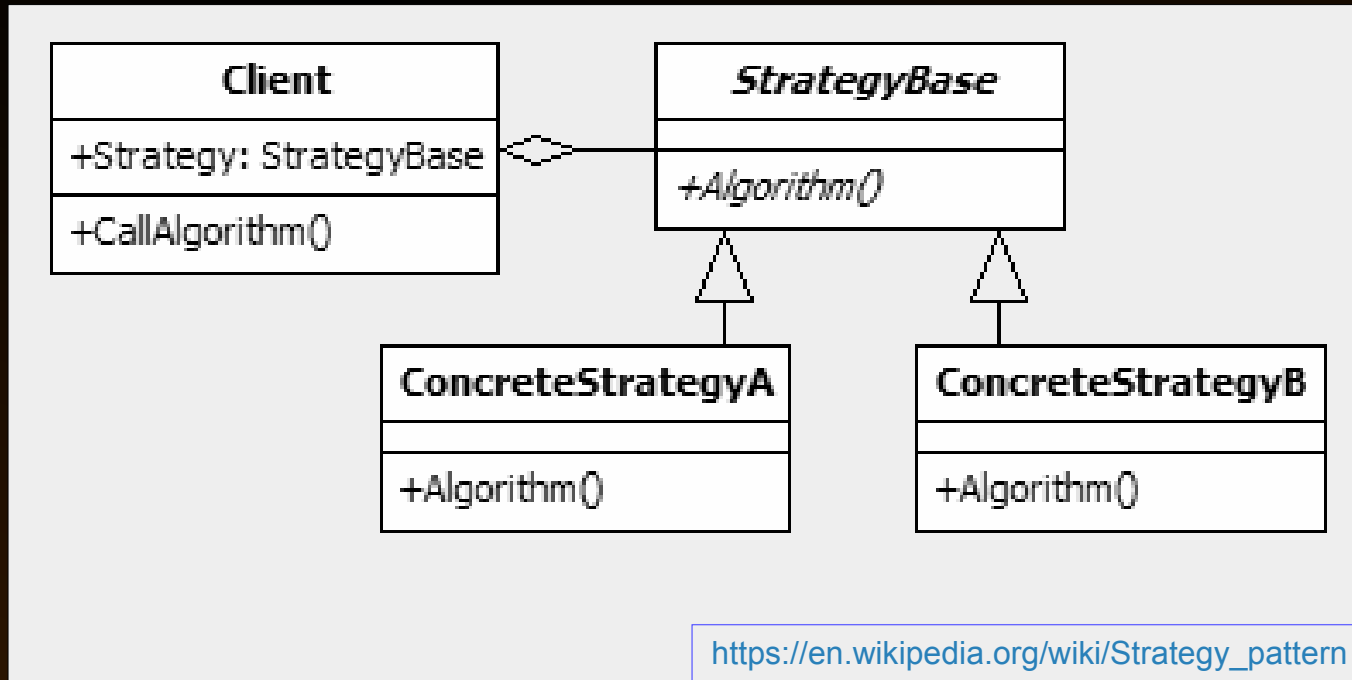 Client
+Strategy: StrategyBase
+CallAlgorithm()
StrategyBase
+Algorithm()
ConcreteStrategyA
+Algorithm()
ConcreteStrategyB
+Algorithm()
https://en.wikipedia.org/wiki/Strategy_pattern